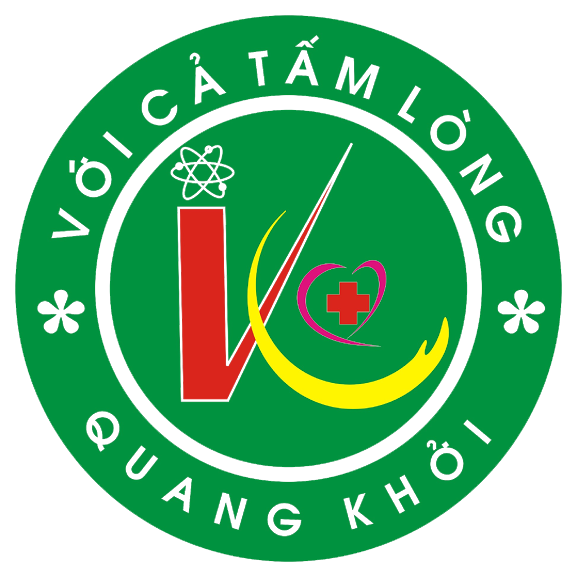 VỚI CẢ TẤM LÒNG
QUANG KHỞI